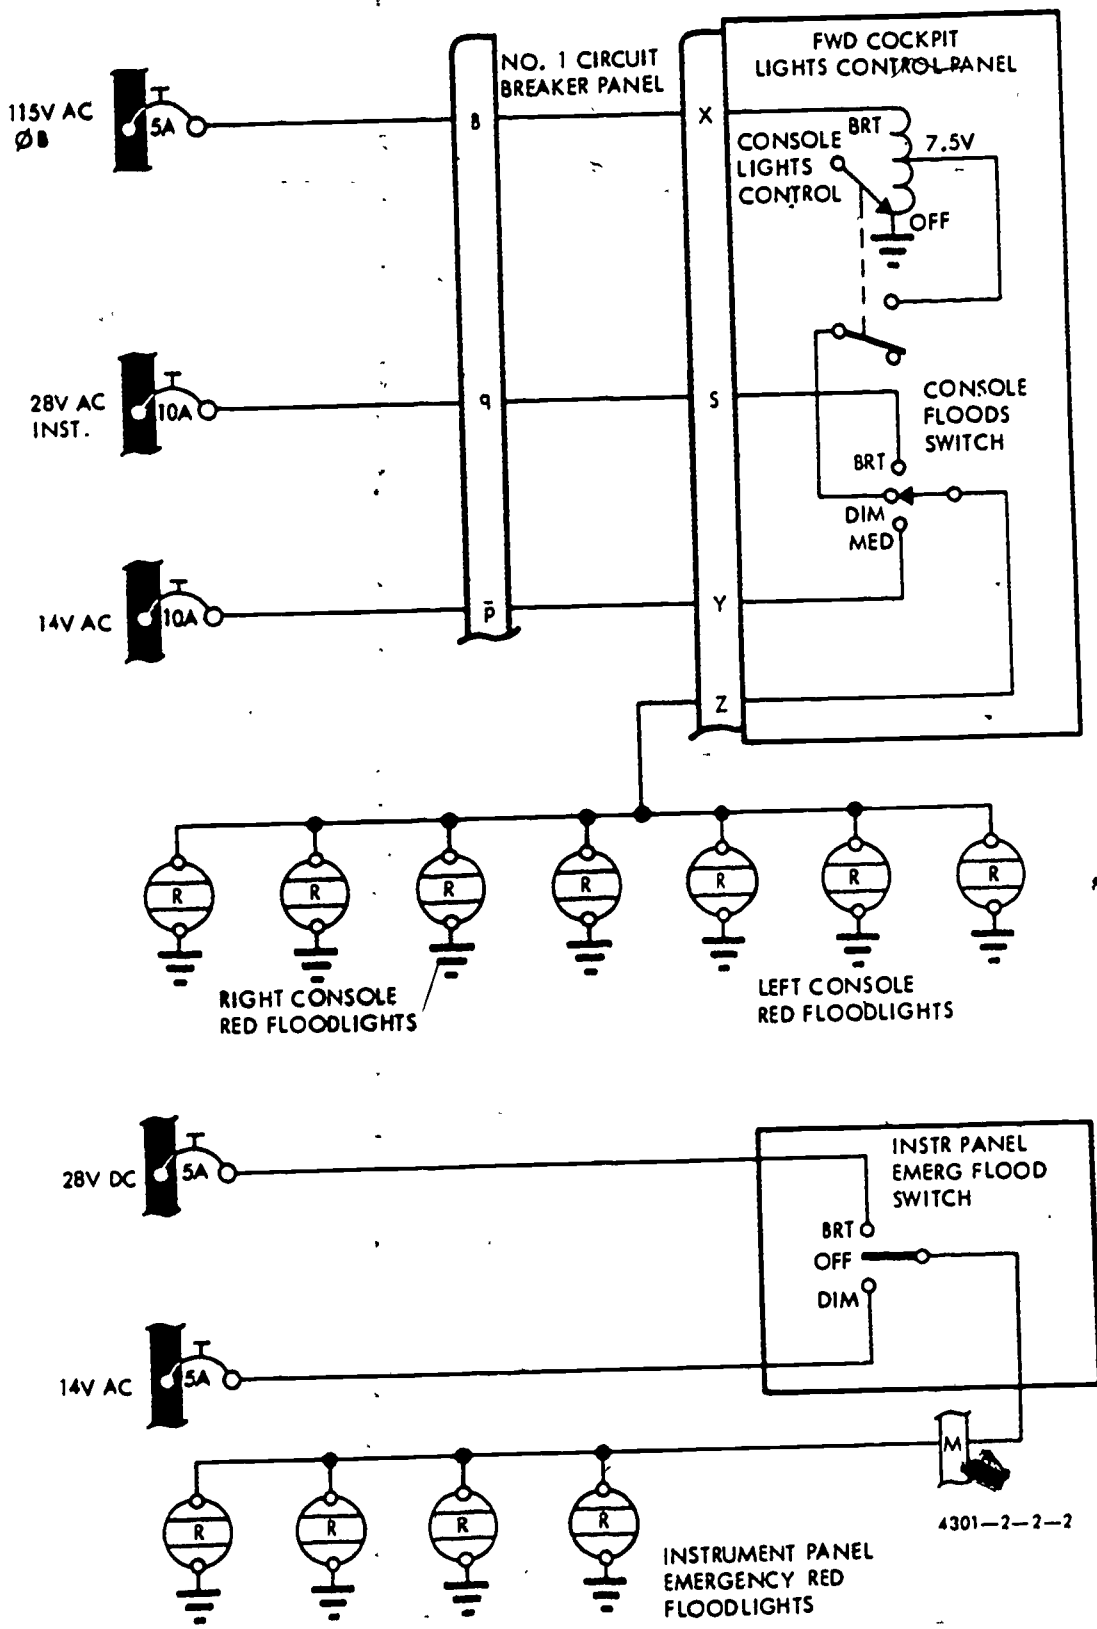 NO. 1 CIRCUIT
BREAKER PANEL
FWD COCKPIT
LIGHTS CONTROL PANEL
115V AC
ØB
5A
B
X
BRT
7.5V
CONSOLE
LIGHTS
CONTROL
OFF
28V AC
INST.
10A
q
S
CONSOLE
FLOODS
SWITCH
BRT
DIM
MED
14V AC
10A
p̅
Y
Z
R
R
R
R
R
R
R
RIGHT CONSOLE
RED FLOODLIGHTS
LEFT CONSOLE
RED FLOODLIGHTS
28V DC
5A
INSTR PANEL
EMERG FLOOD
SWITCH
BRT
OFF
DIM
14V AC
5A
M
R
R
R
R
4301-2-2-2
INSTRUMENT PANEL
EMERGENCY RED
FLOODLIGHTS